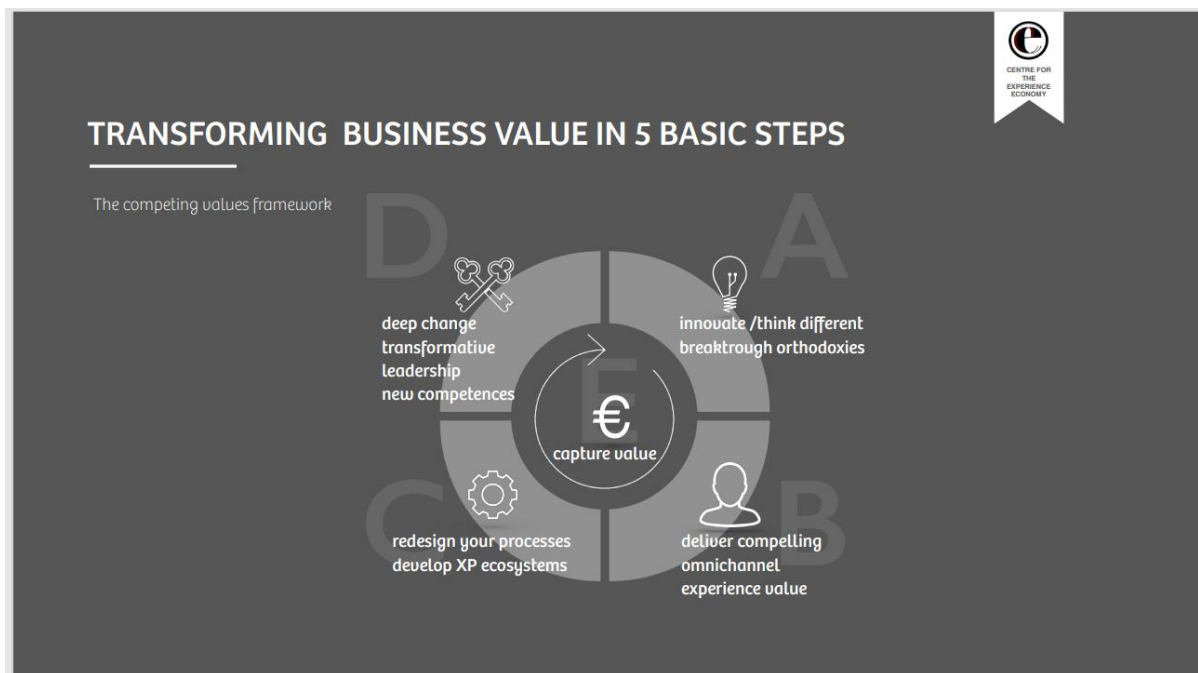 e
CENTRE FOR
THE
EXPERIENCE
ECONOMY
TRANSFORMING BUSINESS VALUE IN 5 BASIC STEPS
The competing values framework
D
A
deep change
transformative
leadership
new competences
innovate /think different
breaktrough orthodoxies
E
€
capture value
C
B
redesign your processes
develop XP ecosystems
deliver compelling
omnichannel
experience value